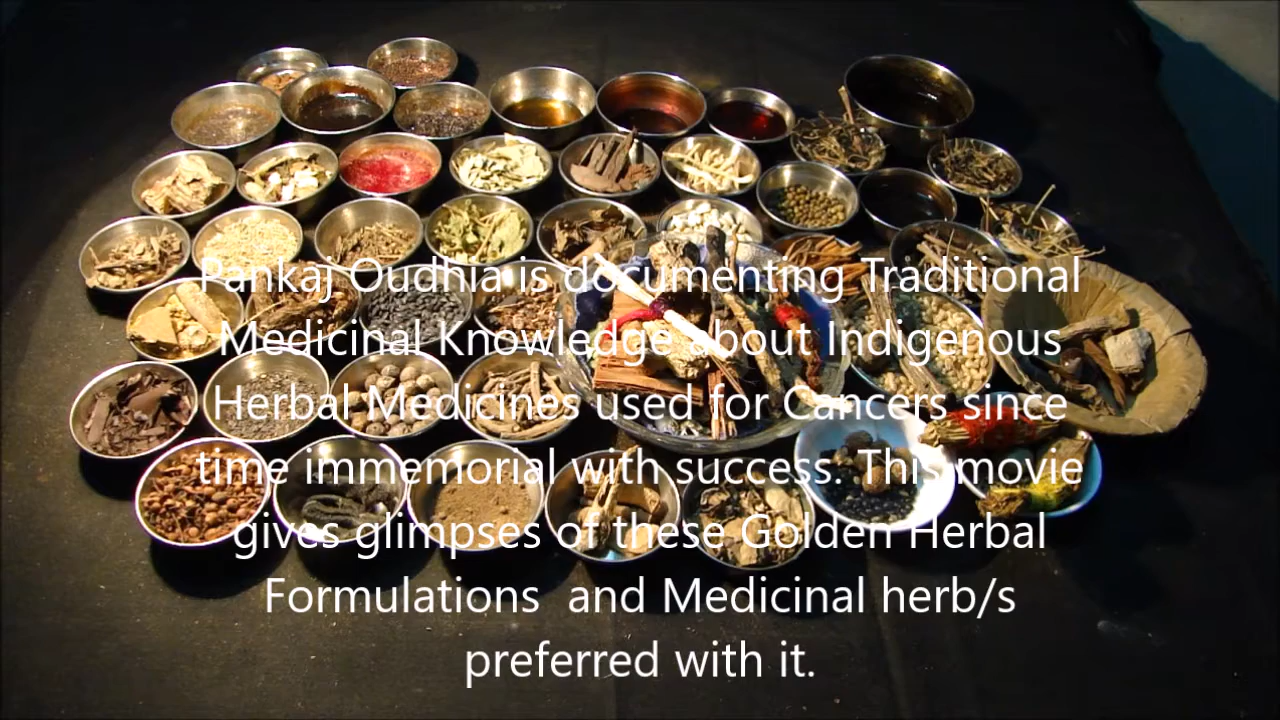 Pankaj Oudhia is documenting Traditional
Medicinal Knowledge about Indigenous
Herbal Medicines used for Cancers since
time immemorial with success. This movie
gives glimpses of these Golden Herbal
Formulations  and Medicinal herb/s
preferred with it.